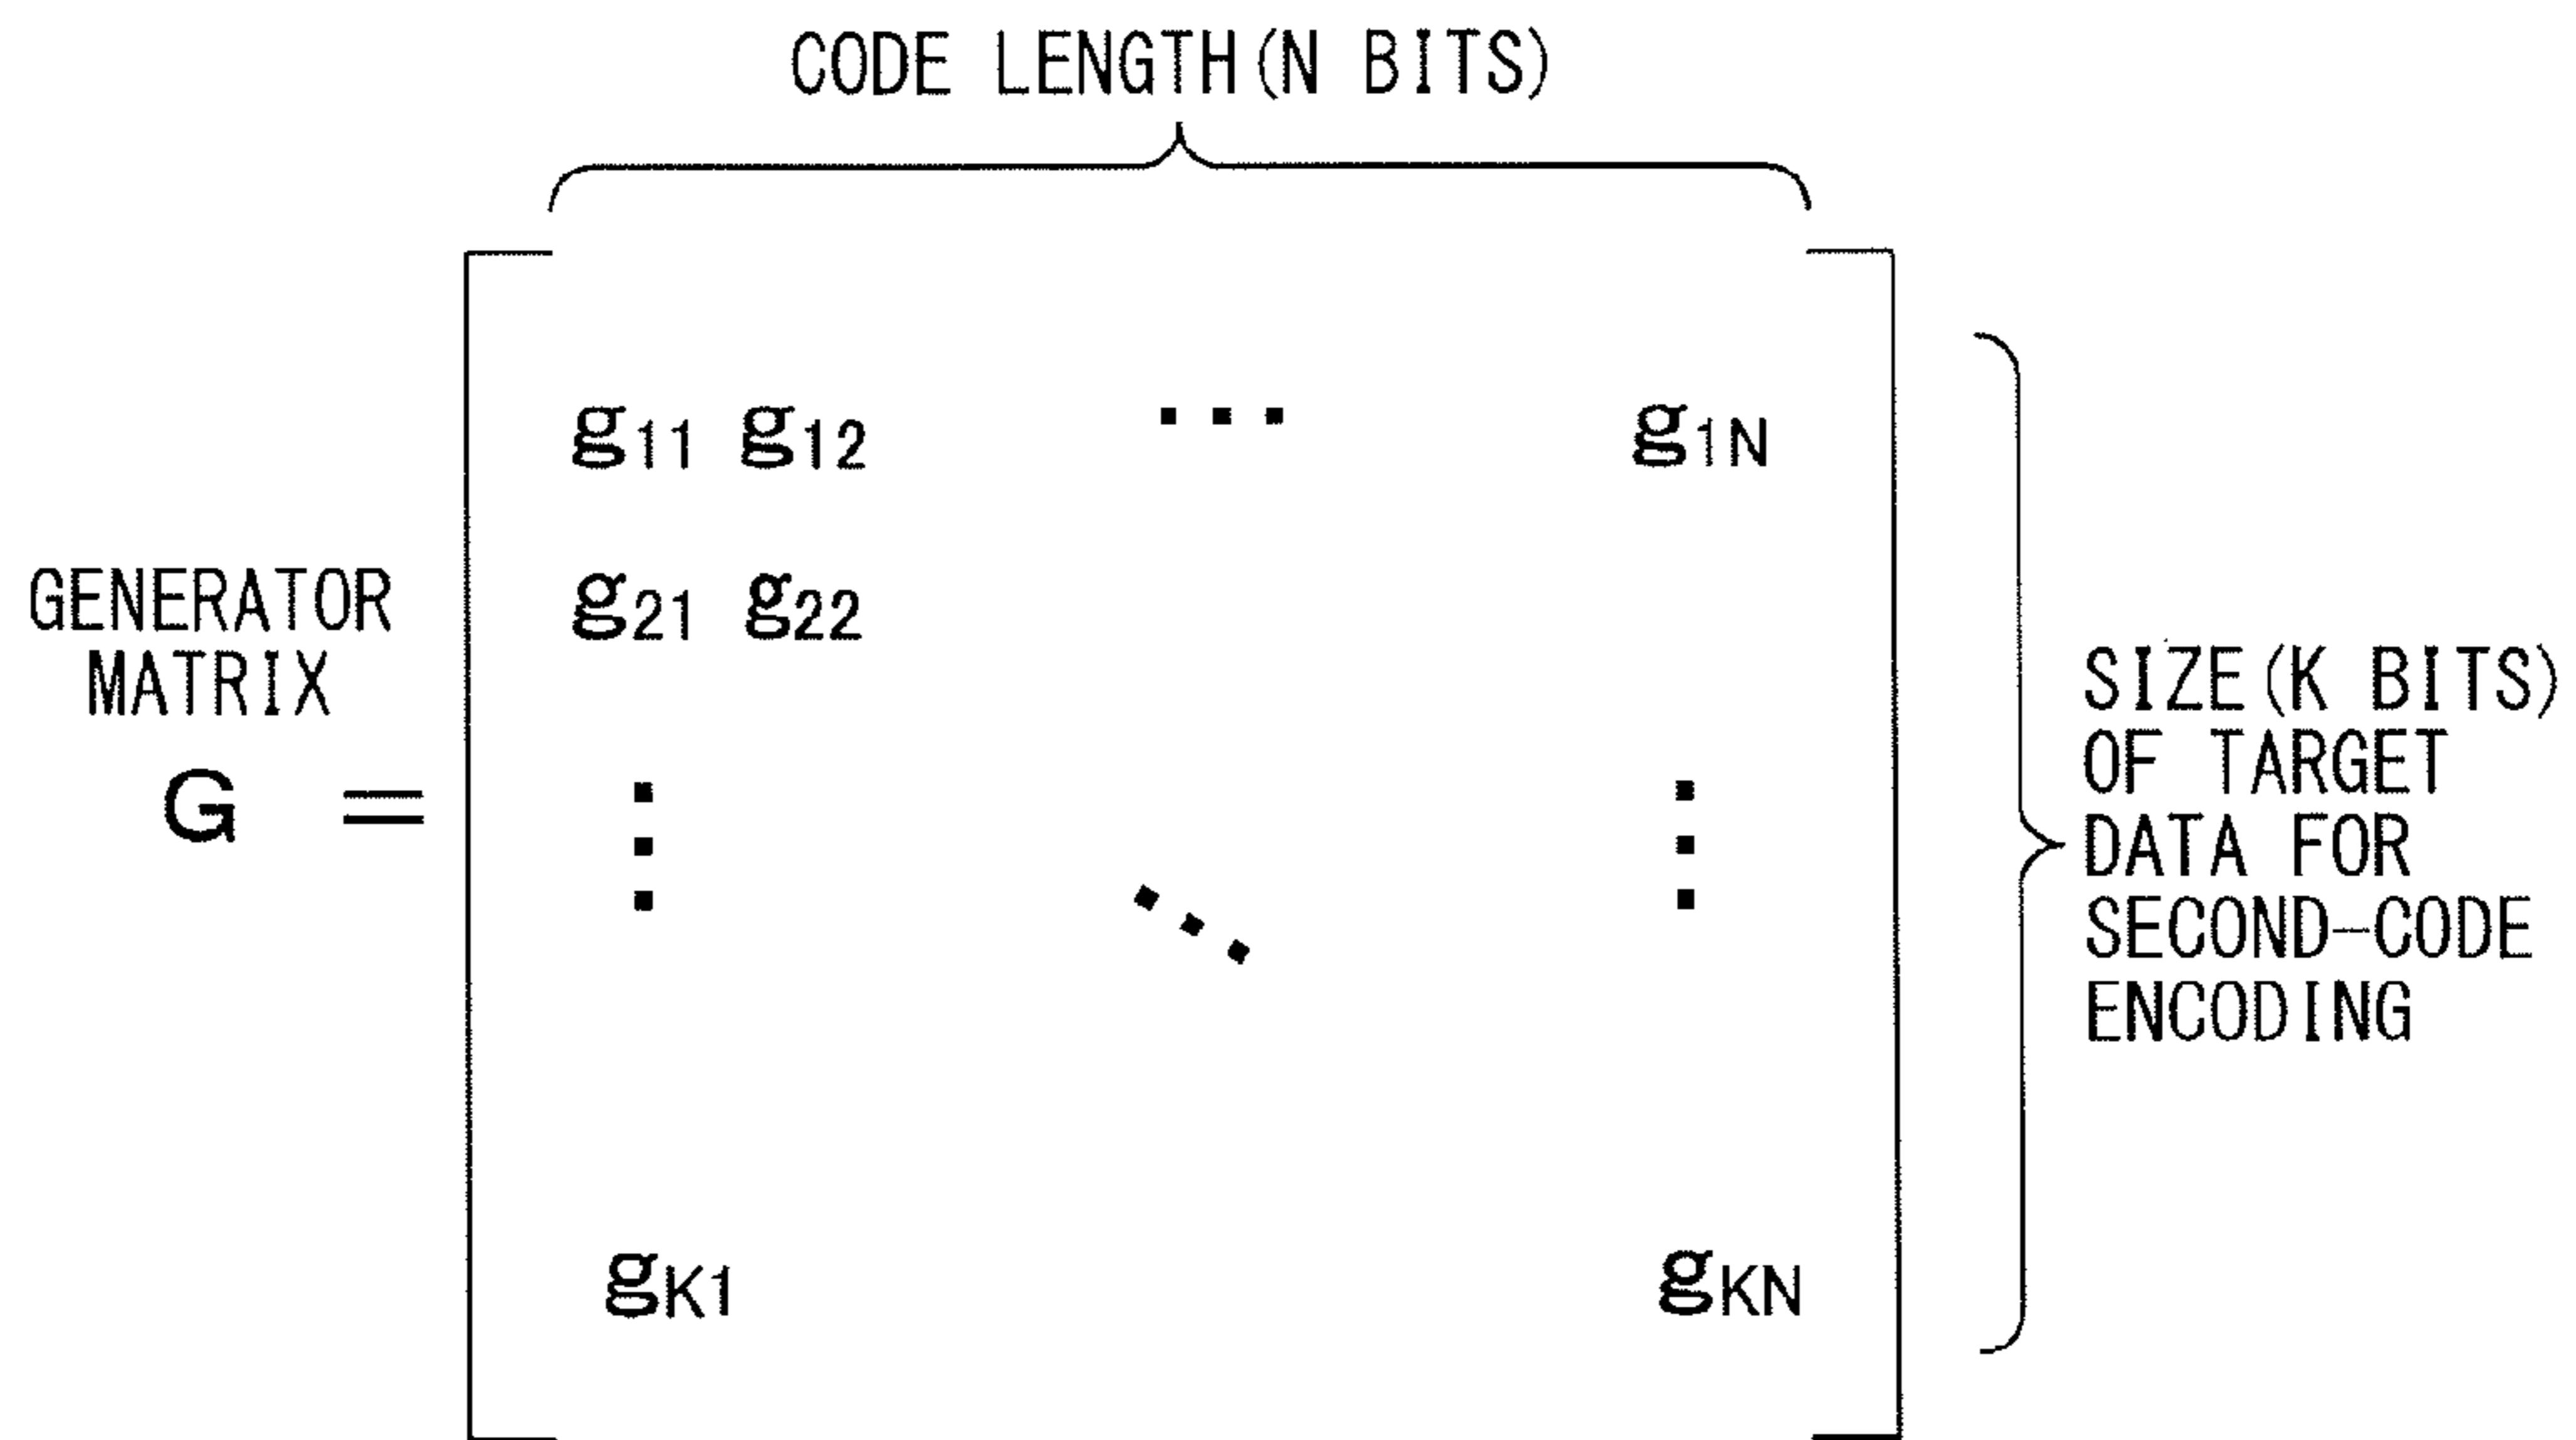 CODE LENGTH(N BITS)
g11 g12 ... g1N
g21 g22
GENERATOR
MATRIX
G =
SIZE(K BITS)
OF TARGET
DATA FOR
SECOND-CODE
ENCODING
gK1 gKN